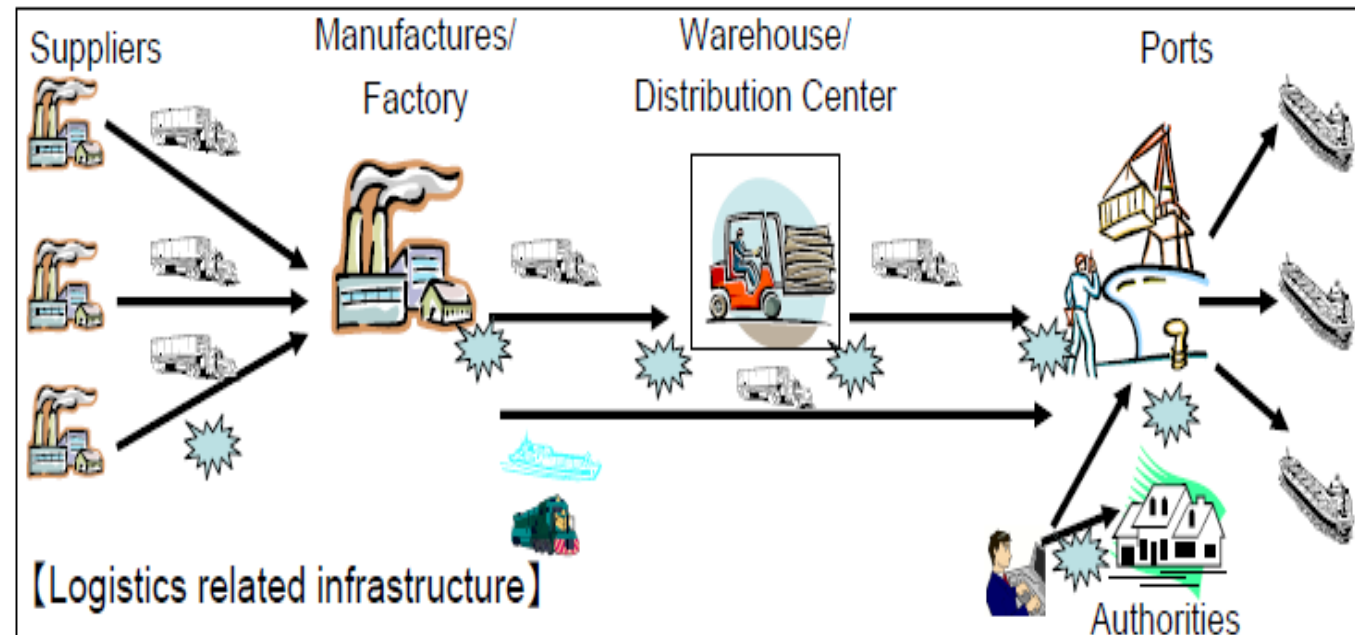 Suppliers
Manufactures/
Factory
Warehouse/
Distribution Center
Ports
【Logistics related infrastructure】
Authorities